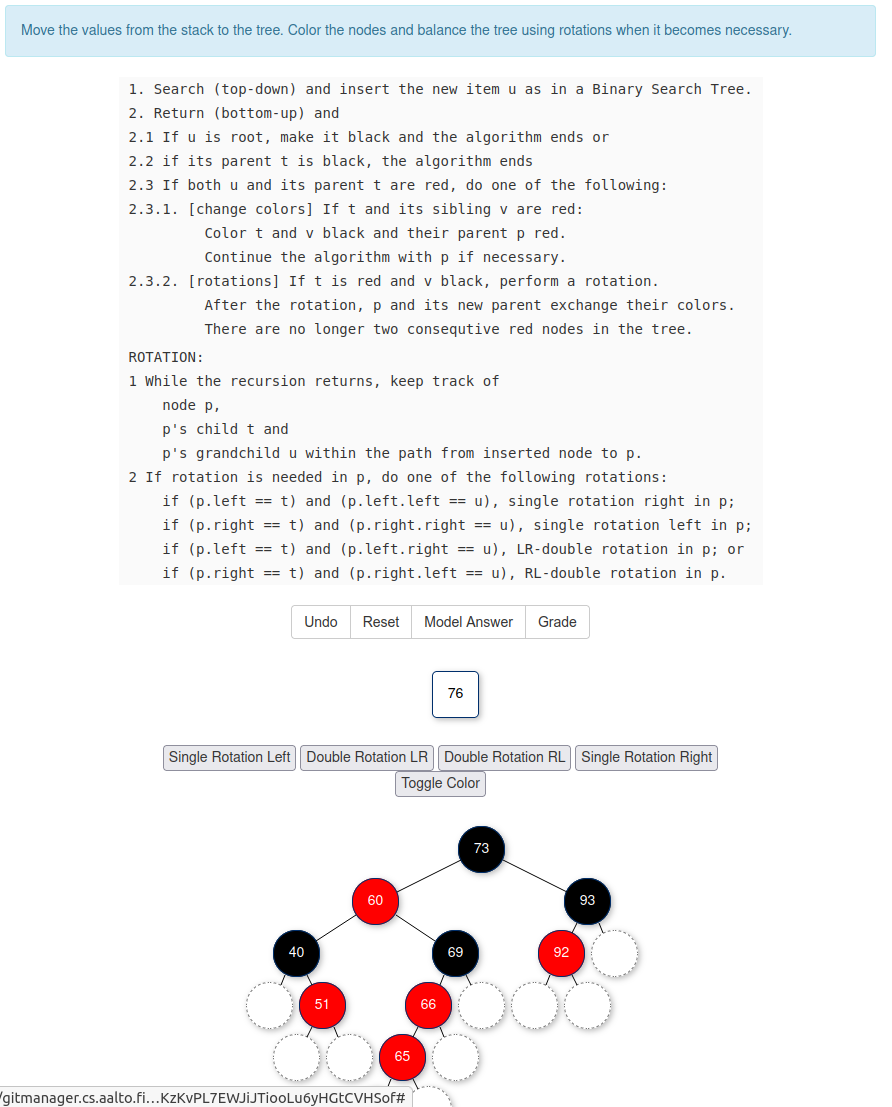 Move the values from the stack to the tree. Color the nodes and balance the tree using rotations when it becomes necessary.
1. Search (top-down) and insert the new item u as in a Binary Search Tree.
2. Return (bottom-up) and
2.1 If u is root, make it black and the algorithm ends or
2.2 if its parent t is black, the algorithm ends
2.3 If both u and its parent t are red, do one of the following:
2.3.1. [change colors] If t and its sibling v are red:
Color t and v black and their parent p red.
Continue the algorithm with p if necessary.
2.3.2. [rotations] If t is red and v black, perform a rotation.
After the rotation, p and its new parent exchange their colors.
There are no longer two consequtive red nodes in the tree.
ROTATION:
1 While the recursion returns, keep track of
node p,
p's child t and
p's grandchild u within the path from inserted node to p.
2 If rotation is needed in p, do one of the following rotations:
if (p.left == t) and (p.left.left == u), single rotation right in p;
if (p.right == t) and (p.right.right == u), single rotation left in p;
if (p.left == t) and (p.left.right == u), LR-double rotation in p; or
if (p.right == t) and (p.right.left == u), RL-double rotation in p.
Undo Reset Model Answer Grade
76
Single Rotation Left Double Rotation LR Double Rotation RL Single Rotation Right
Toggle Color
73
60 93
40 69 92
51 66
65
/gitmanager.cs.aalto.fi...KzKvPL7EWJiJTiooLu6yHGtCVHSof#